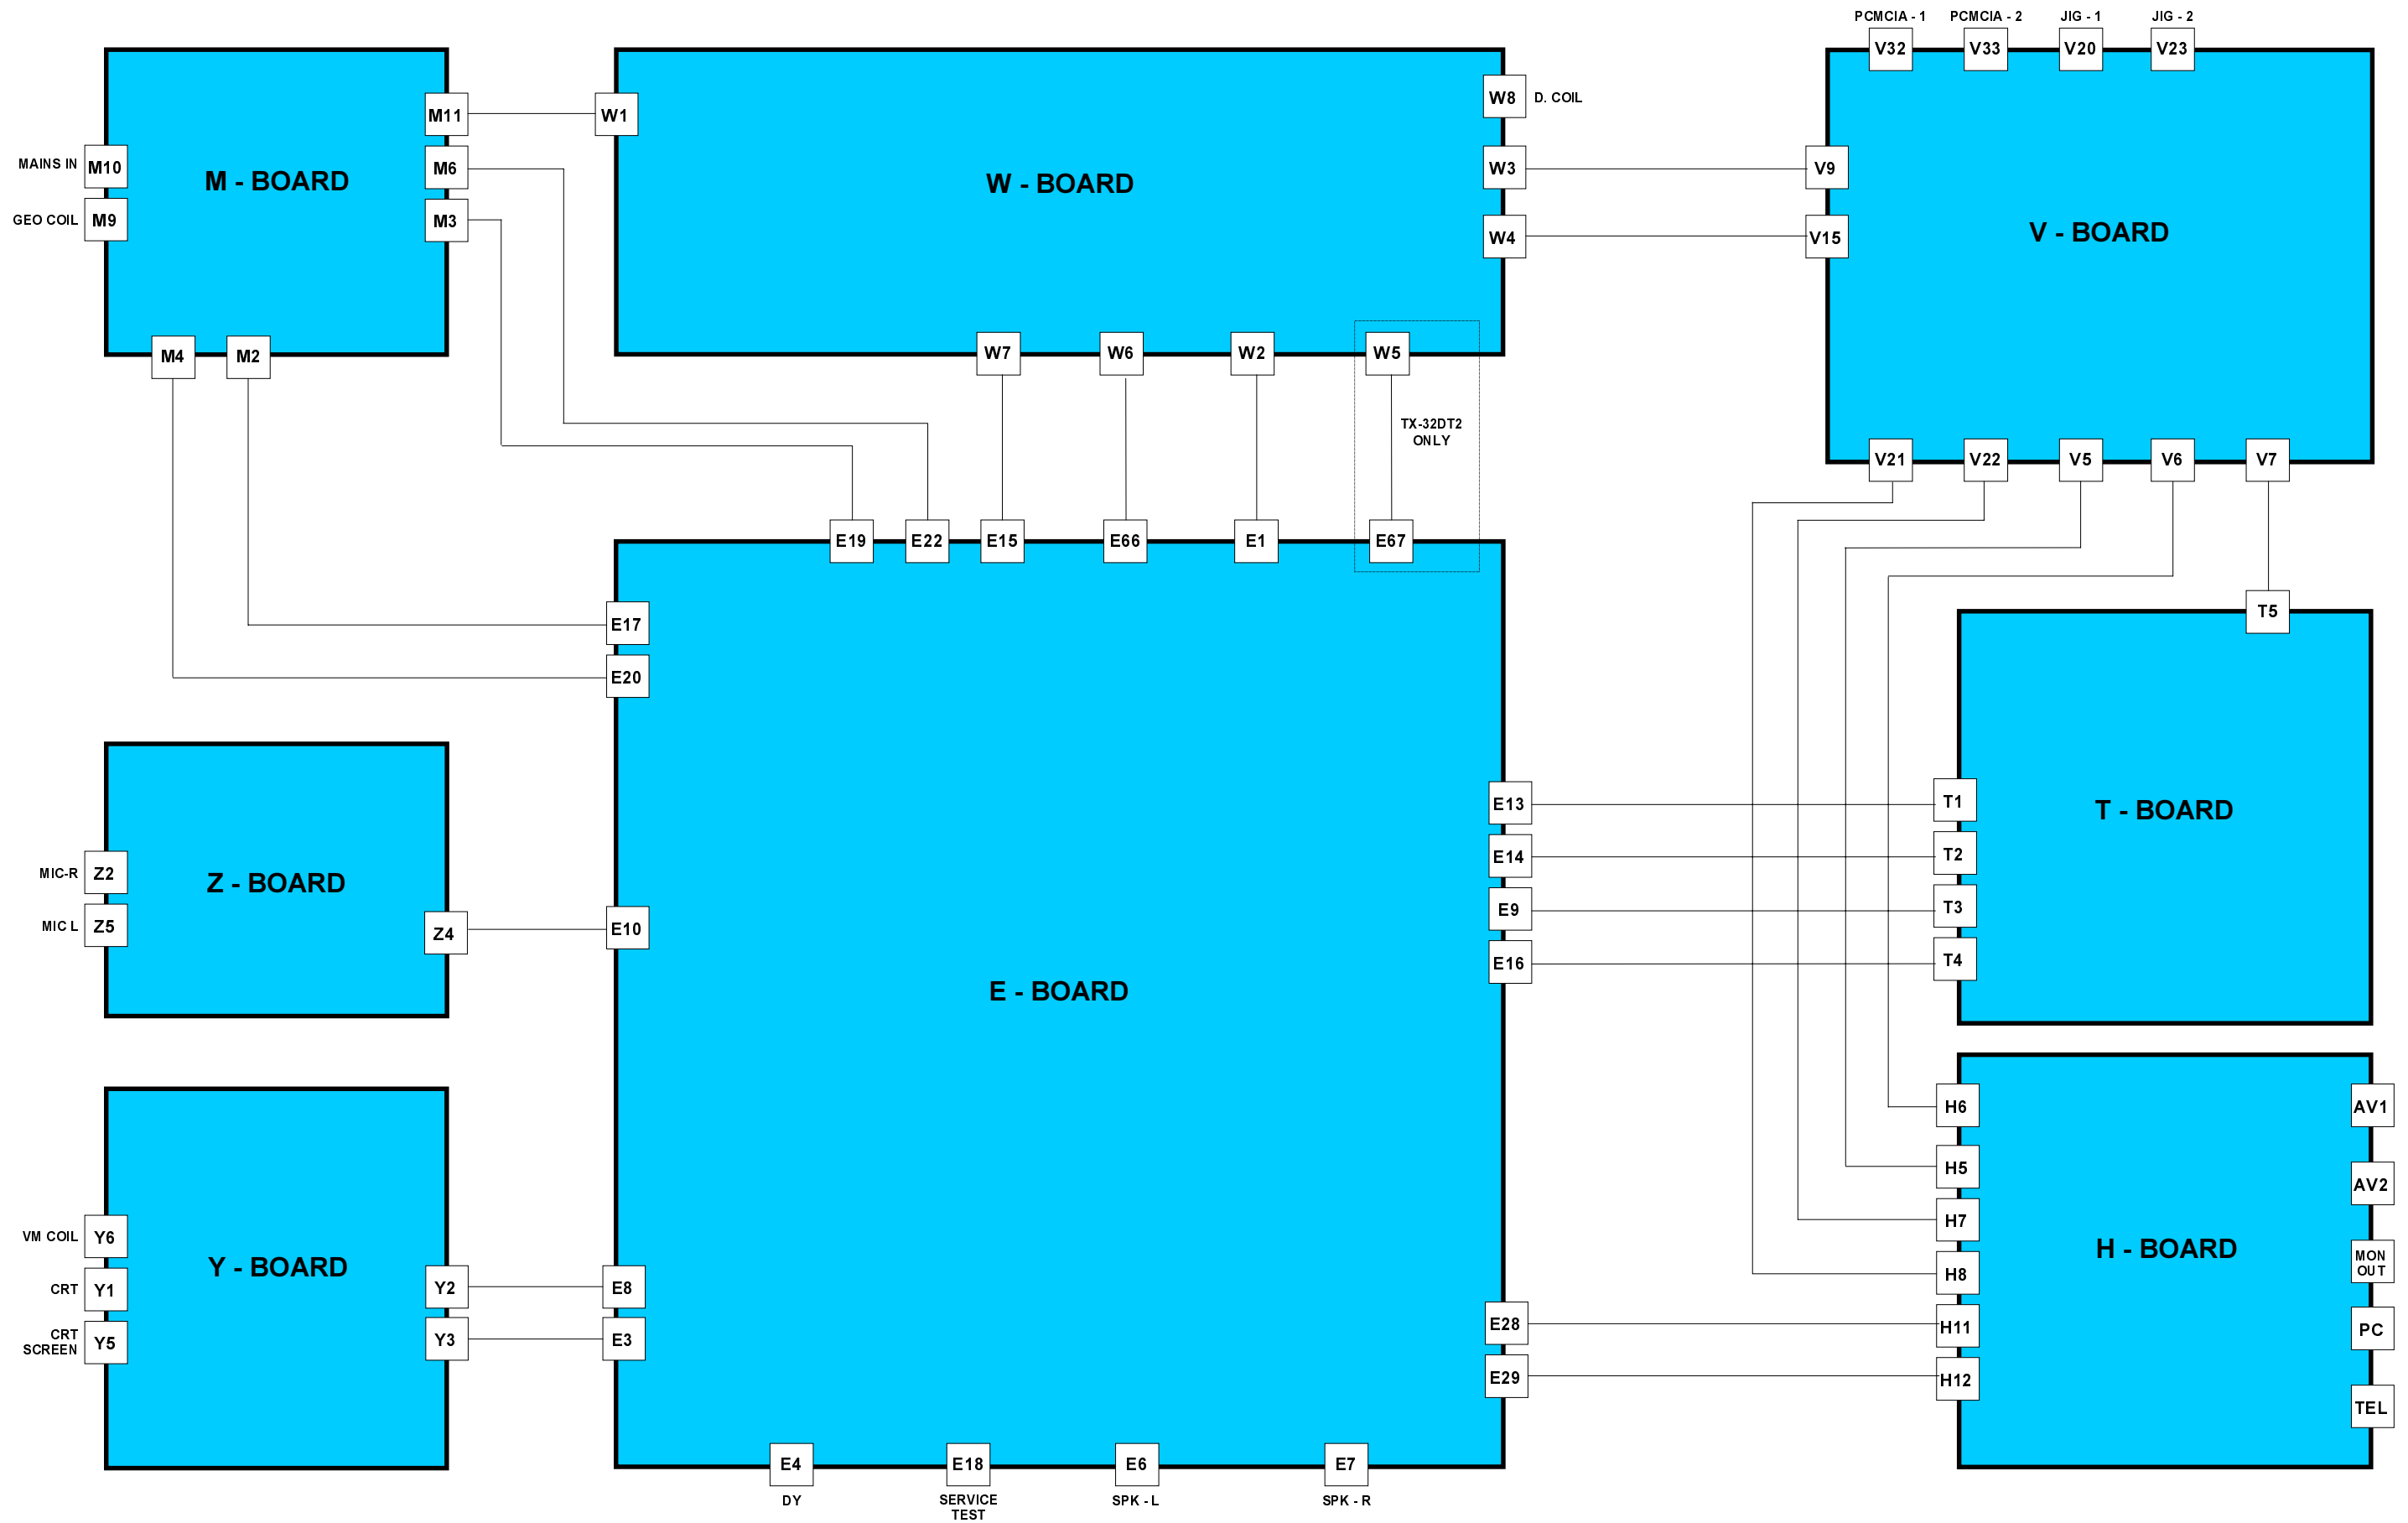 PCMCIA - 1
PCMCIA - 2
JIG - 1
JIG - 2
V32
V33
V20
V23
M11
W1
W8
D. COIL
MAINS IN
M10
M - BOARD
M6
W - BOARD
W3
V9
GEO COIL
M9
M3
W4
V15
V - BOARD
M4
M2
W7
W6
W2
W5
TX-32DT2
ONLY
V21
V22
V5
V6
V7
E19
E22
E15
E66
E1
E67
E17
E20
T5
E13
T1
T - BOARD
E14
T2
MIC-R
Z2
Z - BOARD
E9
T3
MIC L
Z5
Z4
E10
E16
T4
E - BOARD
H6
AV1
H5
AV2
VM COIL
Y6
Y - BOARD
H7
H - BOARD
MON
OUT
CRT
Y1
Y2
E8
H8
CRT
SCREEN
Y5
Y3
E3
E28
H11
PC
E29
H12
TEL
E4
E18
E6
E7
DY
SERVICE
TEST
SPK - L
SPK - R